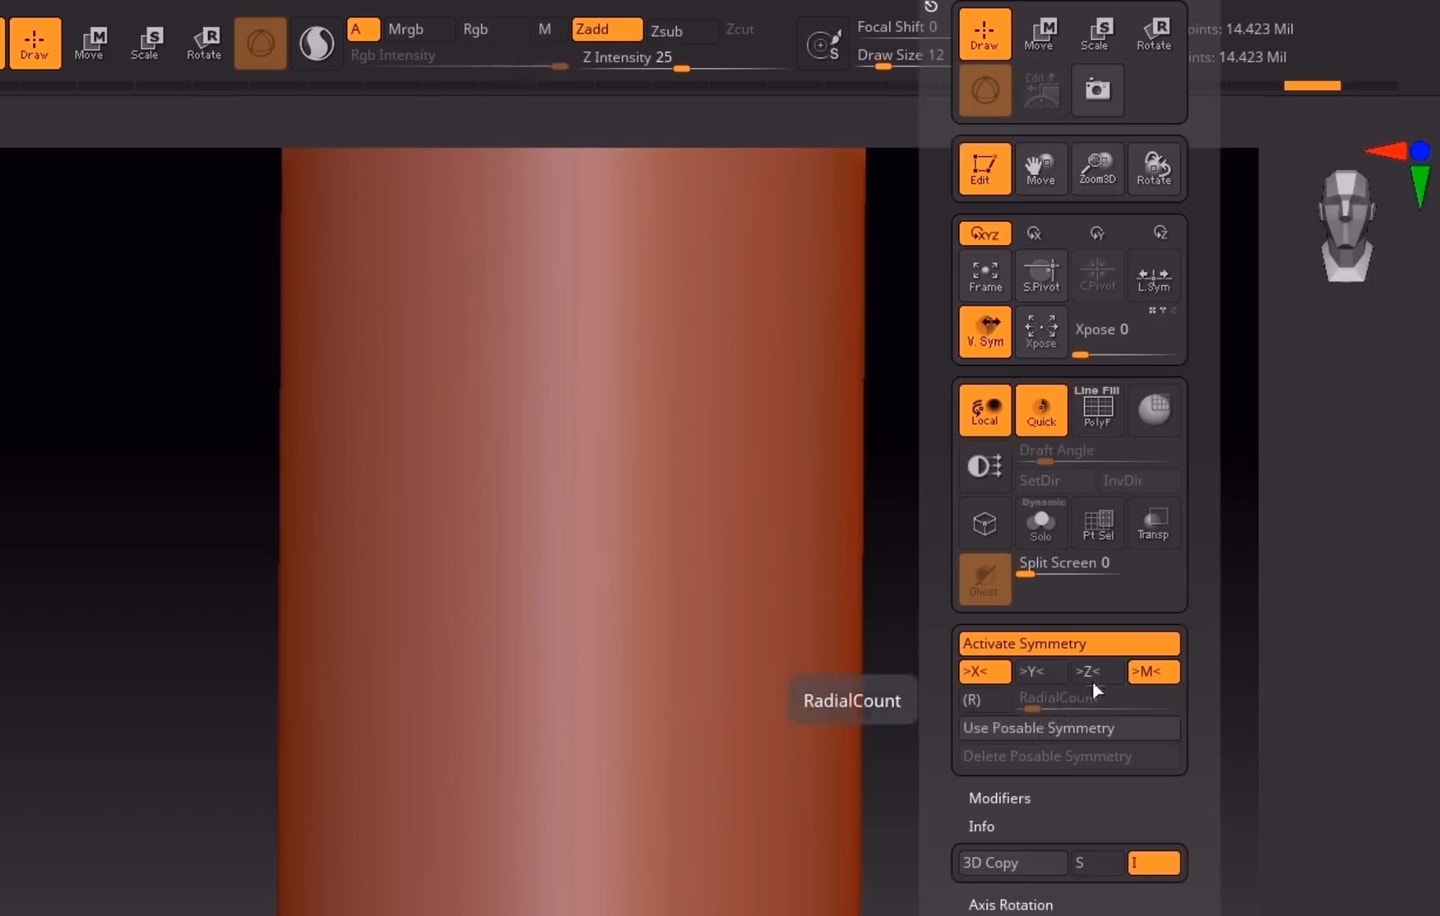 Draw
M
Move
S
Scale
R
Rotate
A Mrgb Rgb M Zadd Zsub Zcut
Rgb Intensity Z Intensity 25
S
Focal Shift 0
Draw Size 12
oints: 14.423 Mil
ints: 14.423 Mil
Draw
M
Move
S
Scale
R
Rotate
Edit
Edit Move Zoom3D Rotate
XYZ X Y Z
Frame S.Pivot C.Pivot L.Sym
V. Sym Xpose Xpose 0
Line Fill
Local Quick PolyF
Draft Angle
SetDir InvDir
Dynamic
Solo Pt Sel Transp
Split Screen 0
Ghost
Activate Symmetry
>X< >Y< >Z< >M<
(R) RadialCount
RadialCount
Use Posable Symmetry
Delete Posable Symmetry
Modifiers
Info
3D Copy S I
Axis Rotation